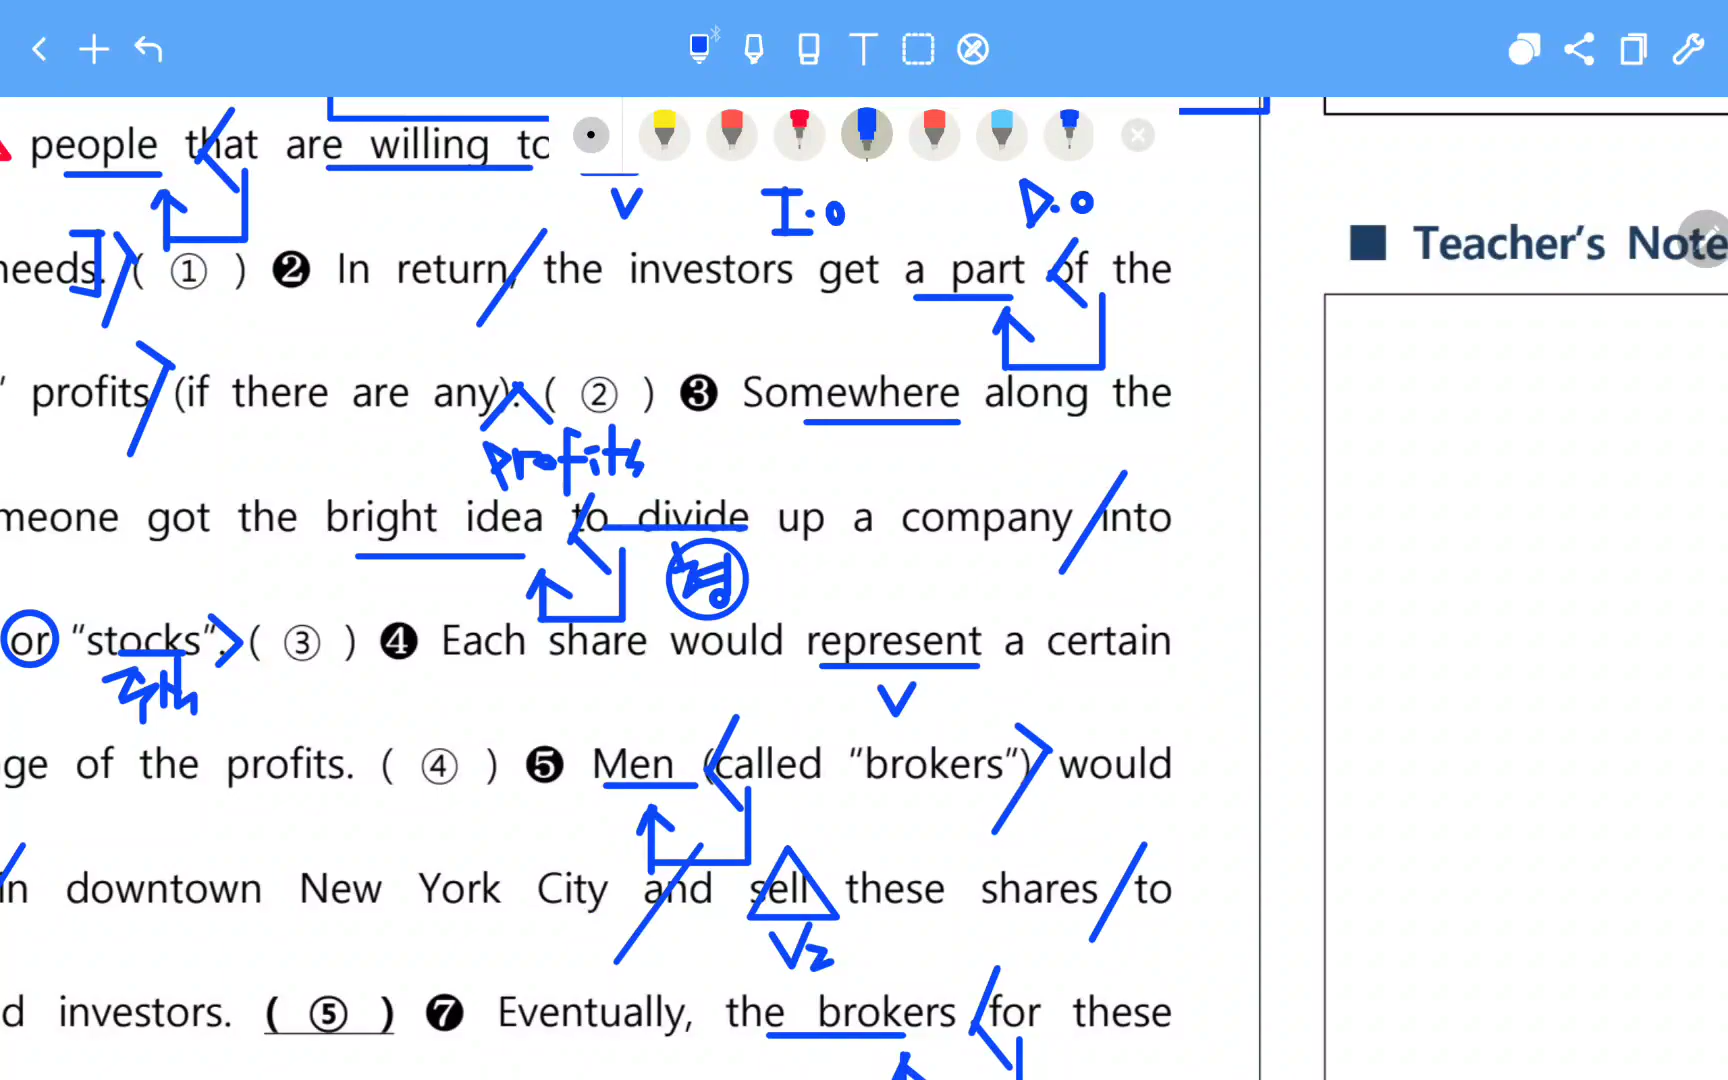 people that are willing to
V I.O D.O
needs. ( ① ) ❷ In return, the investors get a part of the
Teacher's Note
profits (if there are any). ( ② ) ❸ Somewhere along the
profits
meone got the bright idea to divide up a company into
or "stocks". ( ③ ) ❹ Each share would represent a certain
V
ge of the profits. ( ④ ) ❺ Men (called "brokers") would
in downtown New York City and sell these shares to
V2
d investors. ( ⑤ ) ❼ Eventually, the brokers for these